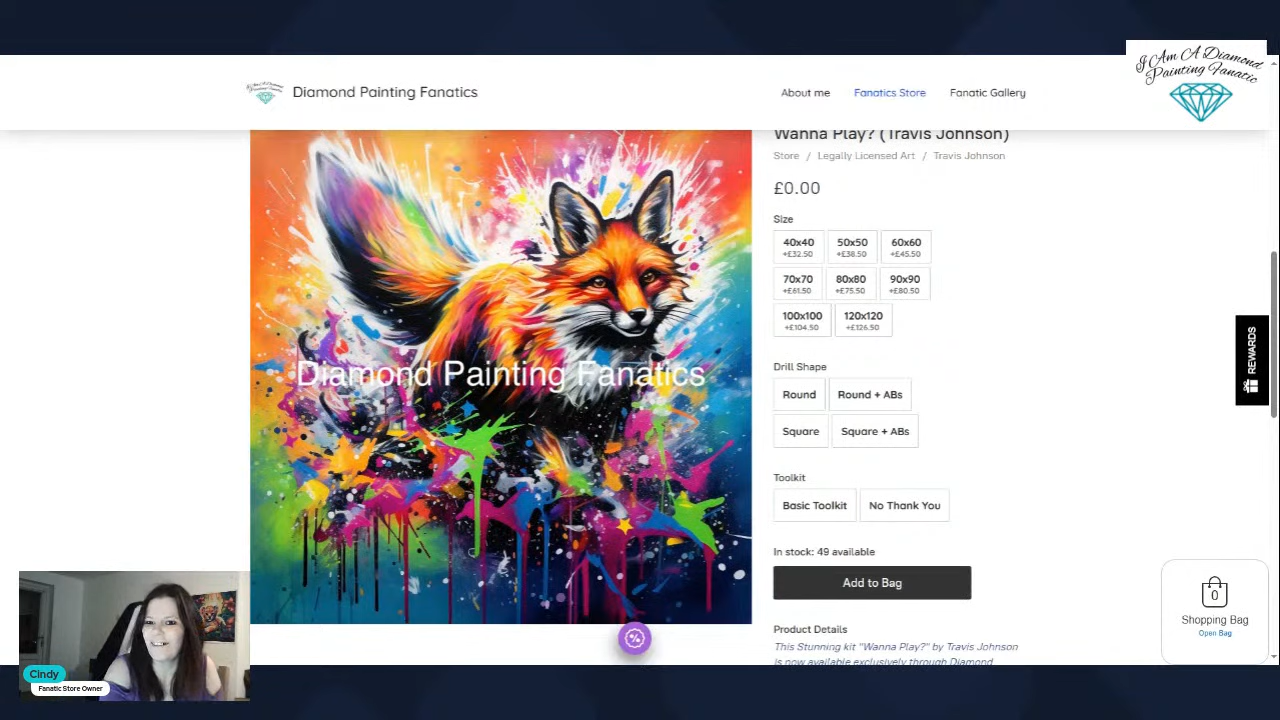 I Am A Diamond
Painting Fanatic
Diamond Painting Fanatics
About me
Fanatics Store
Fanatic Gallery
Wanna Play? (Travis Johnson)
Store / Legally Licensed Art / Travis Johnson
£0.00
Size
40x40
+£32.50
50x50
+£38.50
60x60
+£45.50
70x70
+£61.50
80x80
+£75.50
90x90
+£80.50
100x100
+£104.50
120x120
+£126.50
Diamond Painting Fanatics
Drill Shape
Round
Round + ABs
Square
Square + ABs
Toolkit
Basic Toolkit
No Thank You
In stock: 49 available
Add to Bag
Product Details
This Stunning kit "Wanna Play?" by Travis Johnson
is now available exclusively through Diamond
REWARDS
0
Shopping Bag
Open Bag
Cindy
Fanatic Store Owner